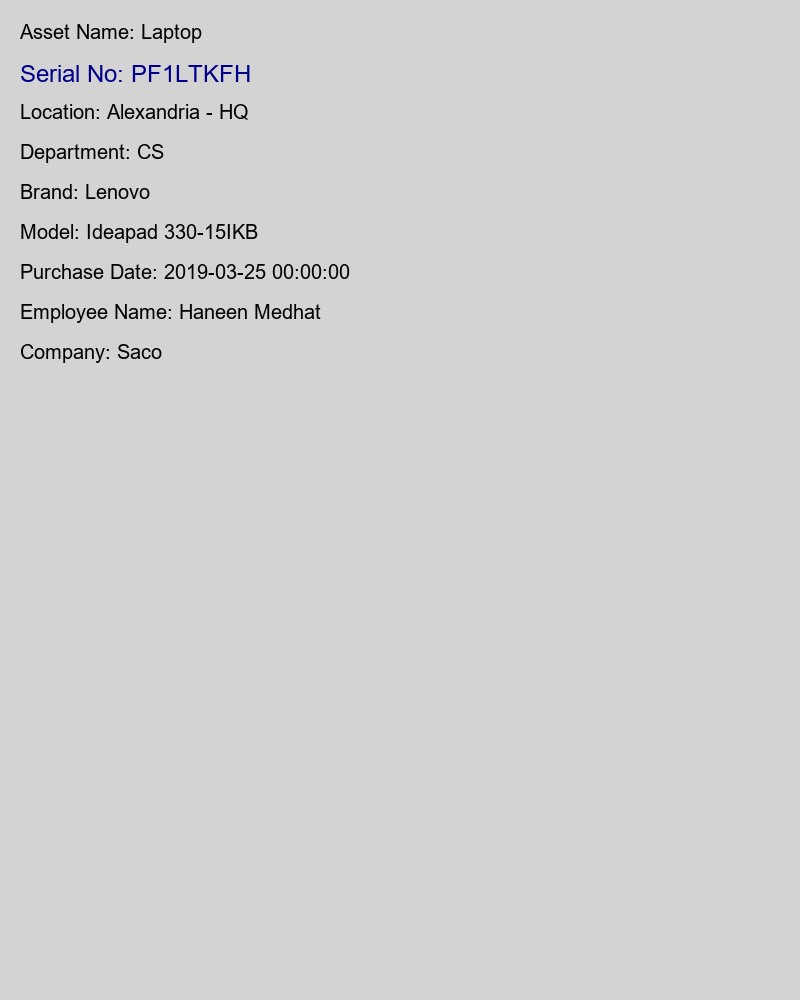 Asset Name: Laptop
Serial No: PF1LTKFH
Location: Alexandria - HQ
Department: CS
Brand: Lenovo
Model: Ideapad 330-15IKB
Purchase Date: 2019-03-25 00:00:00
Employee Name: Haneen Medhat
Company: Saco